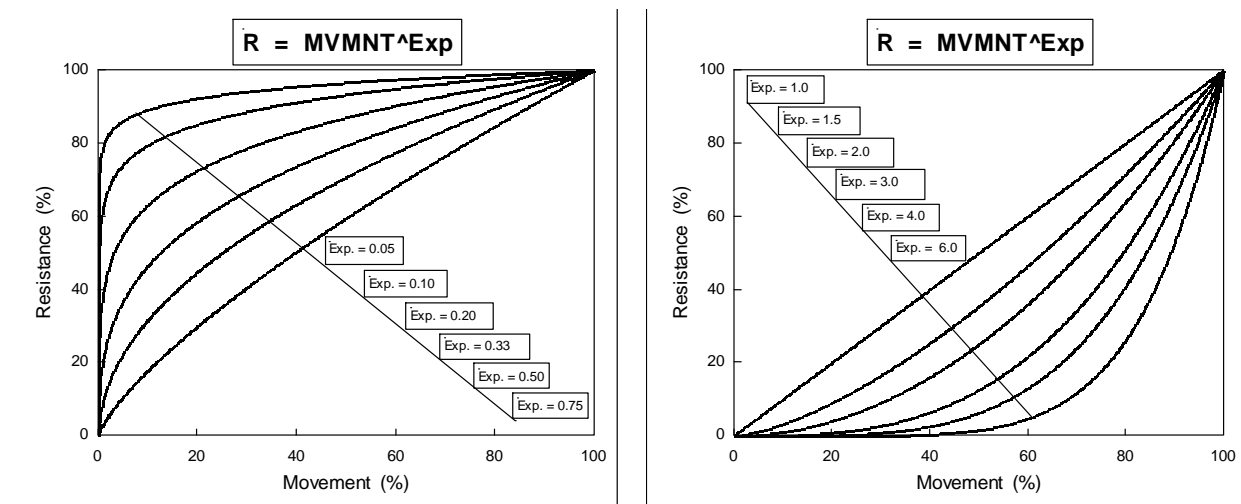 R = MVMNT^Exp
100
80
60
40
20
0
Resistance (%)
Exp. = 0.05
Exp. = 0.10
Exp. = 0.20
Exp. = 0.33
Exp. = 0.50
Exp. = 0.75
0 20 40 60 80 100
Movement (%)
R = MVMNT^Exp
100
80
60
40
20
0
Resistance (%)
Exp. = 1.0
Exp. = 1.5
Exp. = 2.0
Exp. = 3.0
Exp. = 4.0
Exp. = 6.0
0 20 40 60 80 100
Movement (%)